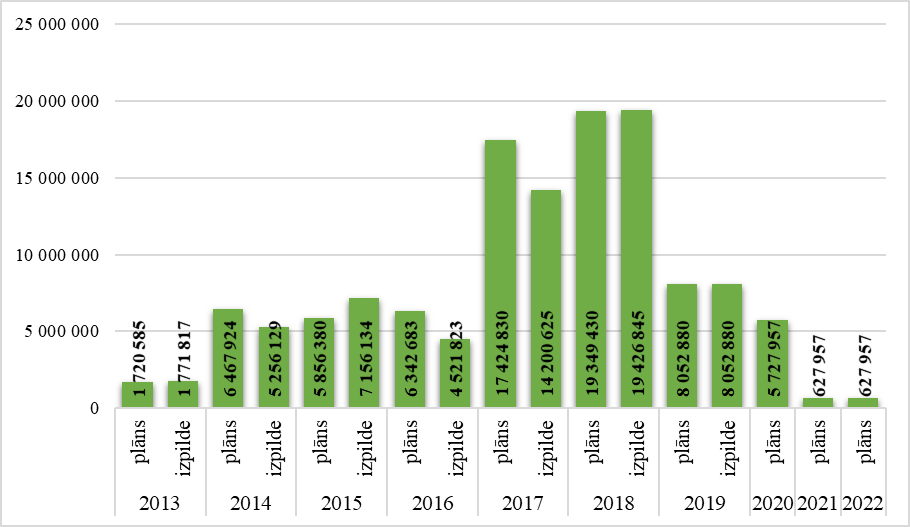 25 000 000
20 000 000
15 000 000
10 000 000
5 000 000
0
1 720 585
1 771 817
6 467 924
5 256 129
5 856 380
7 156 134
6 342 683
4 521 823
17 424 830
14 200 625
19 349 430
19 426 845
8 052 880
8 052 880
5 727 957
627 957
627 957
plāns
izpilde
plāns
izpilde
plāns
izpilde
plāns
izpilde
plāns
izpilde
plāns
izpilde
plāns
izpilde
plāns
plāns
plāns
2013
2014
2015
2016
2017
2018
2019
2020
2021
2022